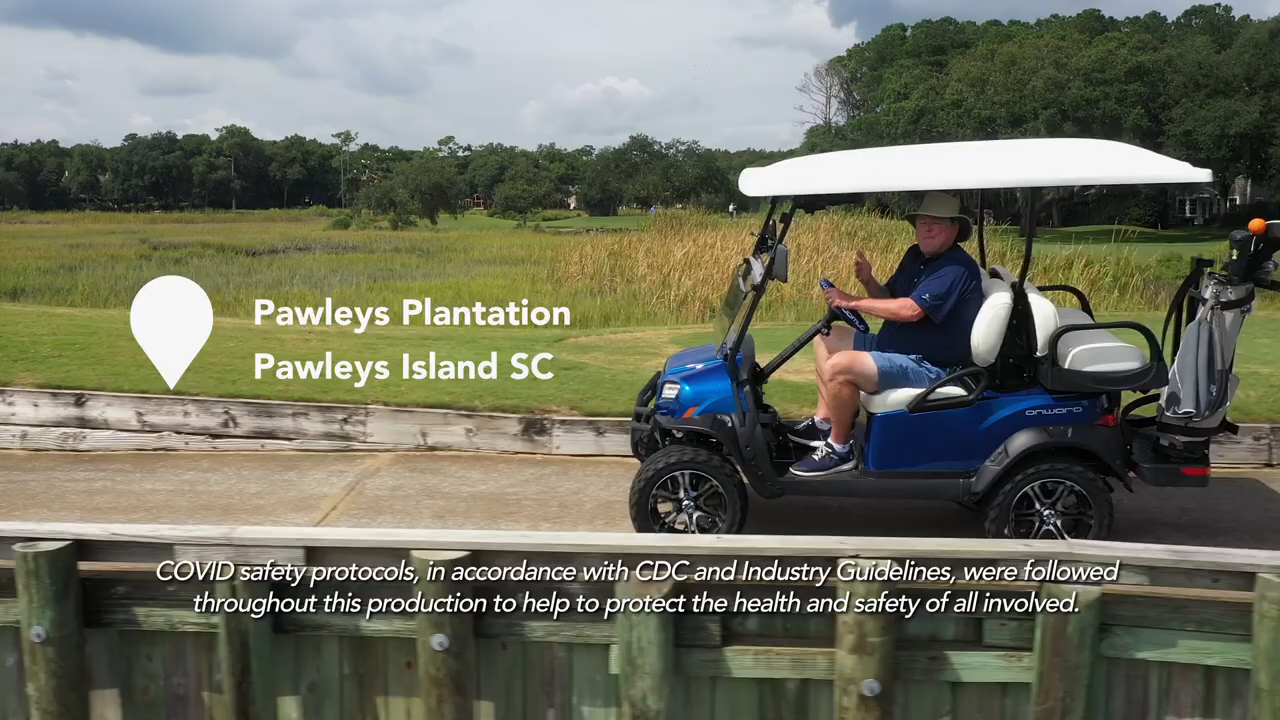 Pawleys Plantation
Pawleys Island SC
onward
COVID safety protocols, in accordance with CDC and Industry Guidelines, were followed
throughout this production to help to protect the health and safety of all involved.